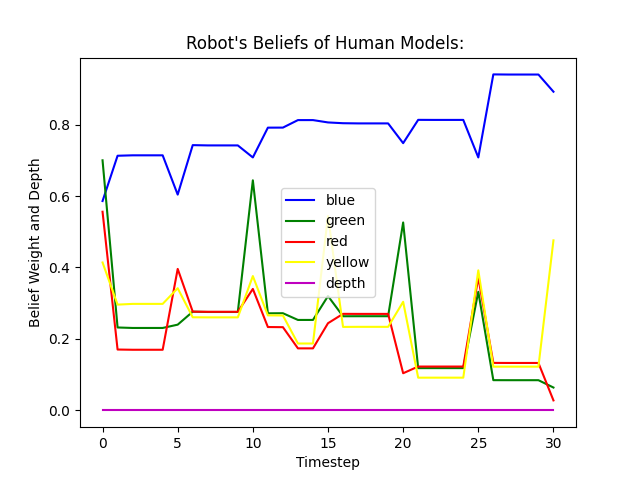 Robot's Beliefs of Human Models:
Belief Weight and Depth
0.8
0.6
0.4
0.2
0.0
blue
green
red
yellow
depth
0 5 10 15 20 25 30
Timestep